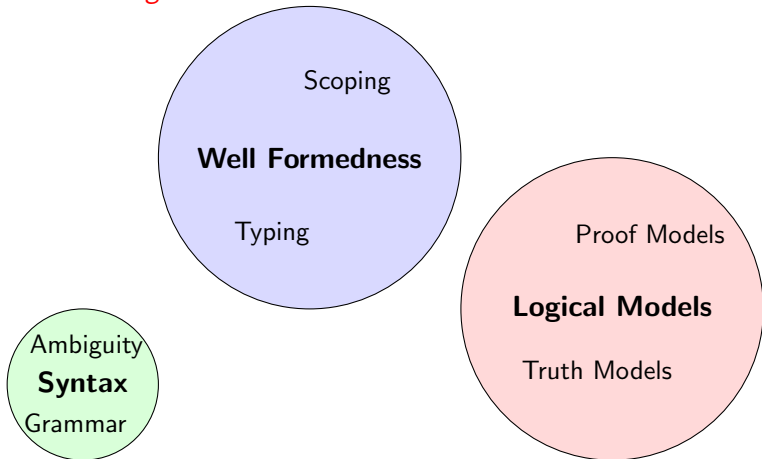 Scoping
Well Formedness
Typing
Proof Models
Logical Models
Truth Models
Ambiguity
Syntax
Grammar